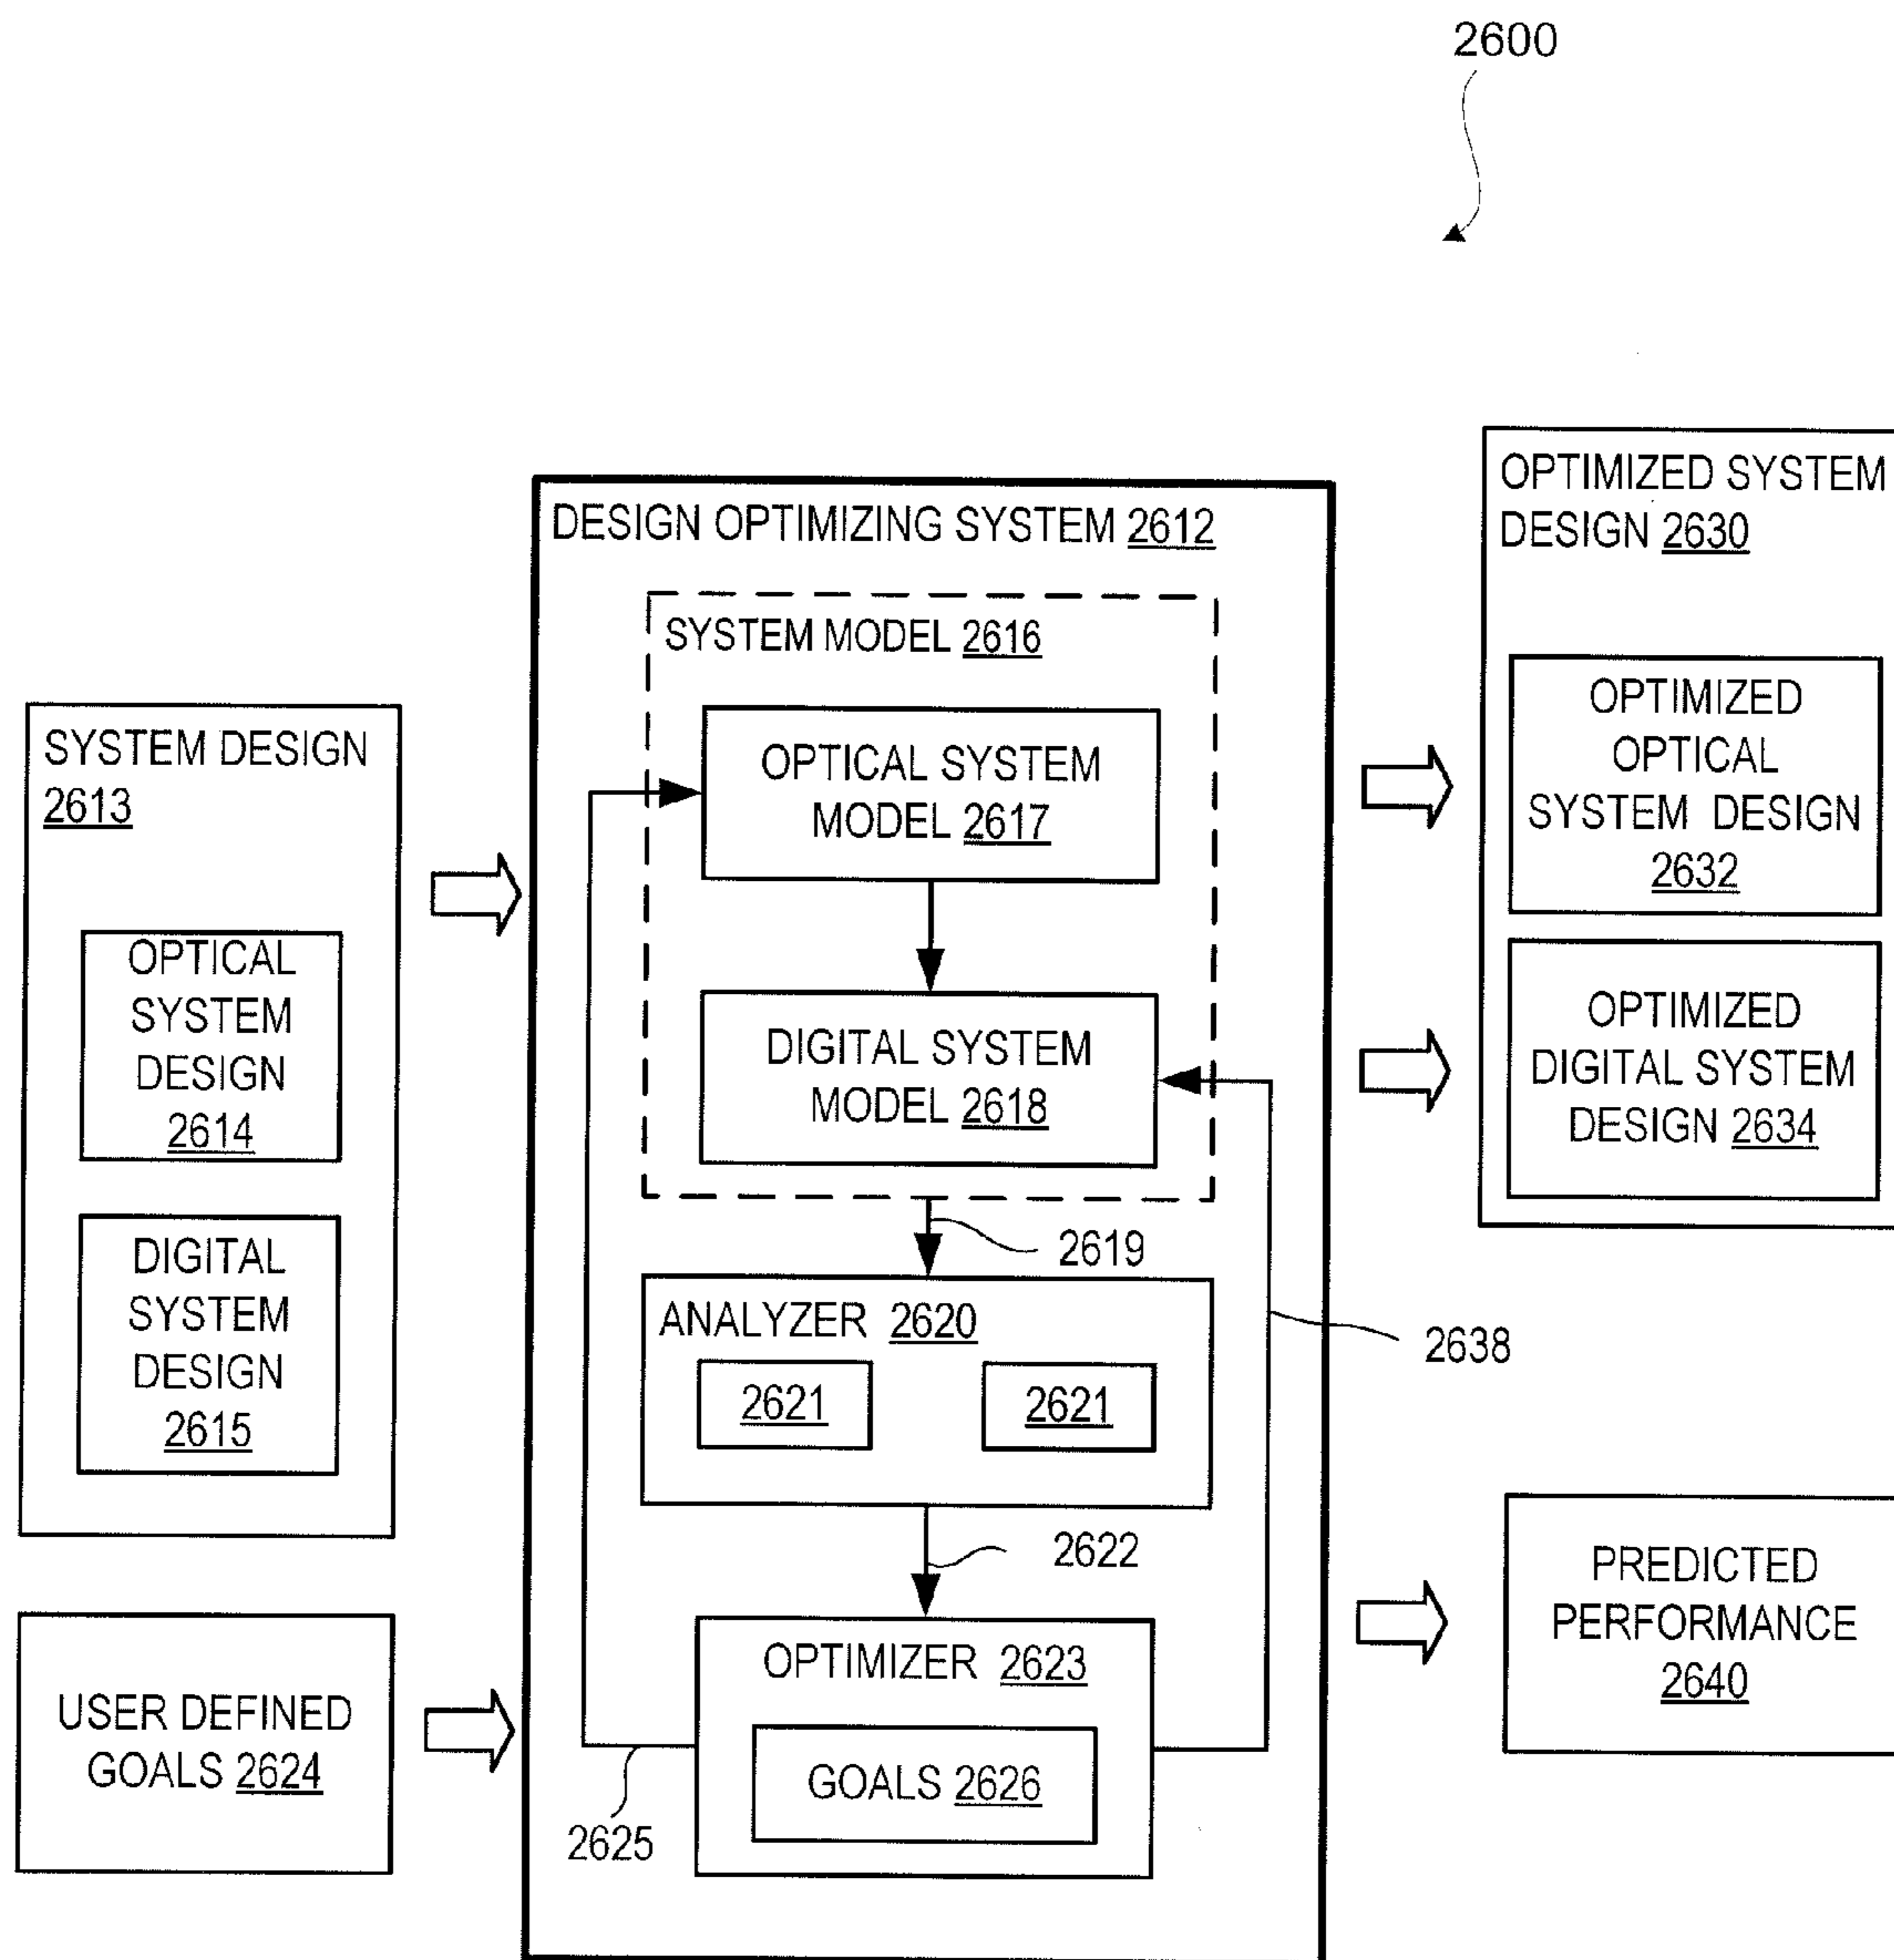 2600
SYSTEM DESIGN
2613
OPTICAL
SYSTEM
DESIGN
2614
DIGITAL
SYSTEM
DESIGN
2615
USER DEFINED
GOALS 2624
DESIGN OPTIMIZING SYSTEM 2612
SYSTEM MODEL 2616
OPTICAL SYSTEM
MODEL 2617
DIGITAL SYSTEM
MODEL 2618
2619
ANALYZER 2620
2621
2621
2638
2622
OPTIMIZER 2623
GOALS 2626
2625
OPTIMIZED SYSTEM
DESIGN 2630
OPTIMIZED
OPTICAL
SYSTEM DESIGN
2632
OPTIMIZED
DIGITAL SYSTEM
DESIGN 2634
PREDICTED
PERFORMANCE
2640